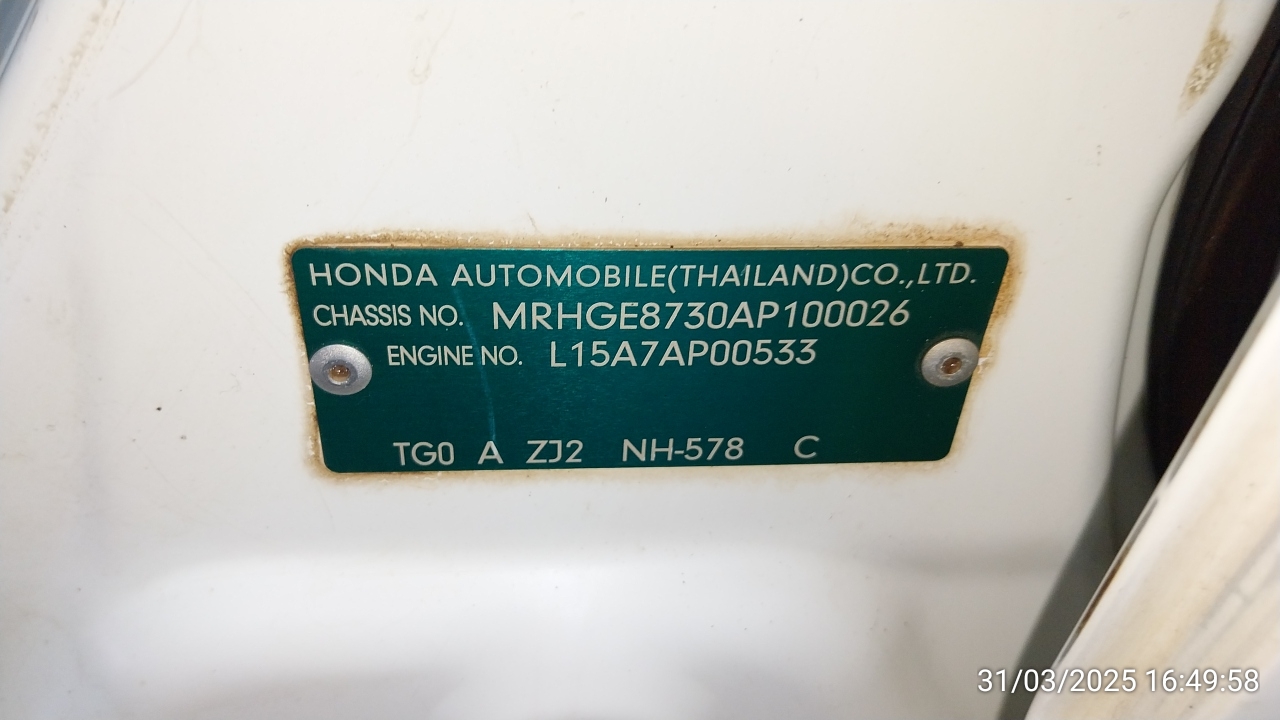 HONDA AUTOMOBILE(THAILAND)CO.,LTD.
CHASSIS NO. MRHGE8730AP100026
ENGINE NO. L15A7AP00533
TG0 A ZJ2 NH-578 C
31/03/2025 16:49:58